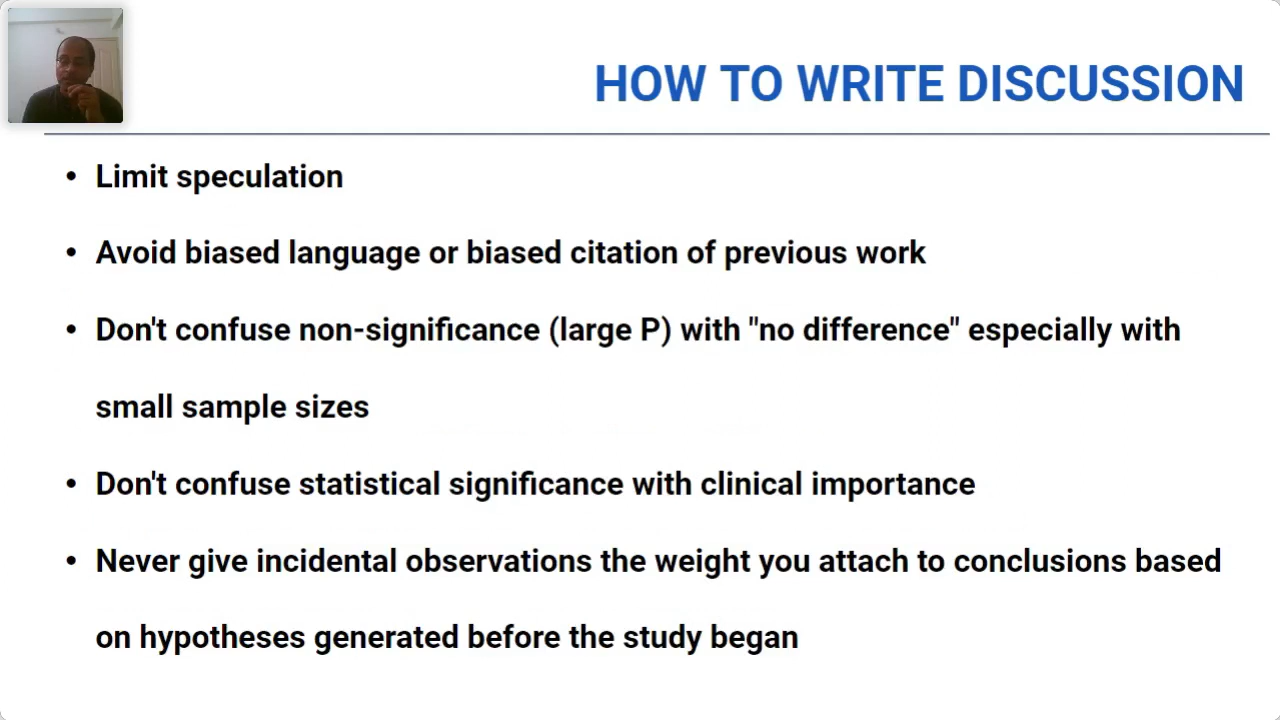 HOW TO WRITE DISCUSSION
• Limit speculation
• Avoid biased language or biased citation of previous work
• Don't confuse non-significance (large P) with "no difference" especially with
small sample sizes
• Don't confuse statistical significance with clinical importance
• Never give incidental observations the weight you attach to conclusions based
on hypotheses generated before the study began